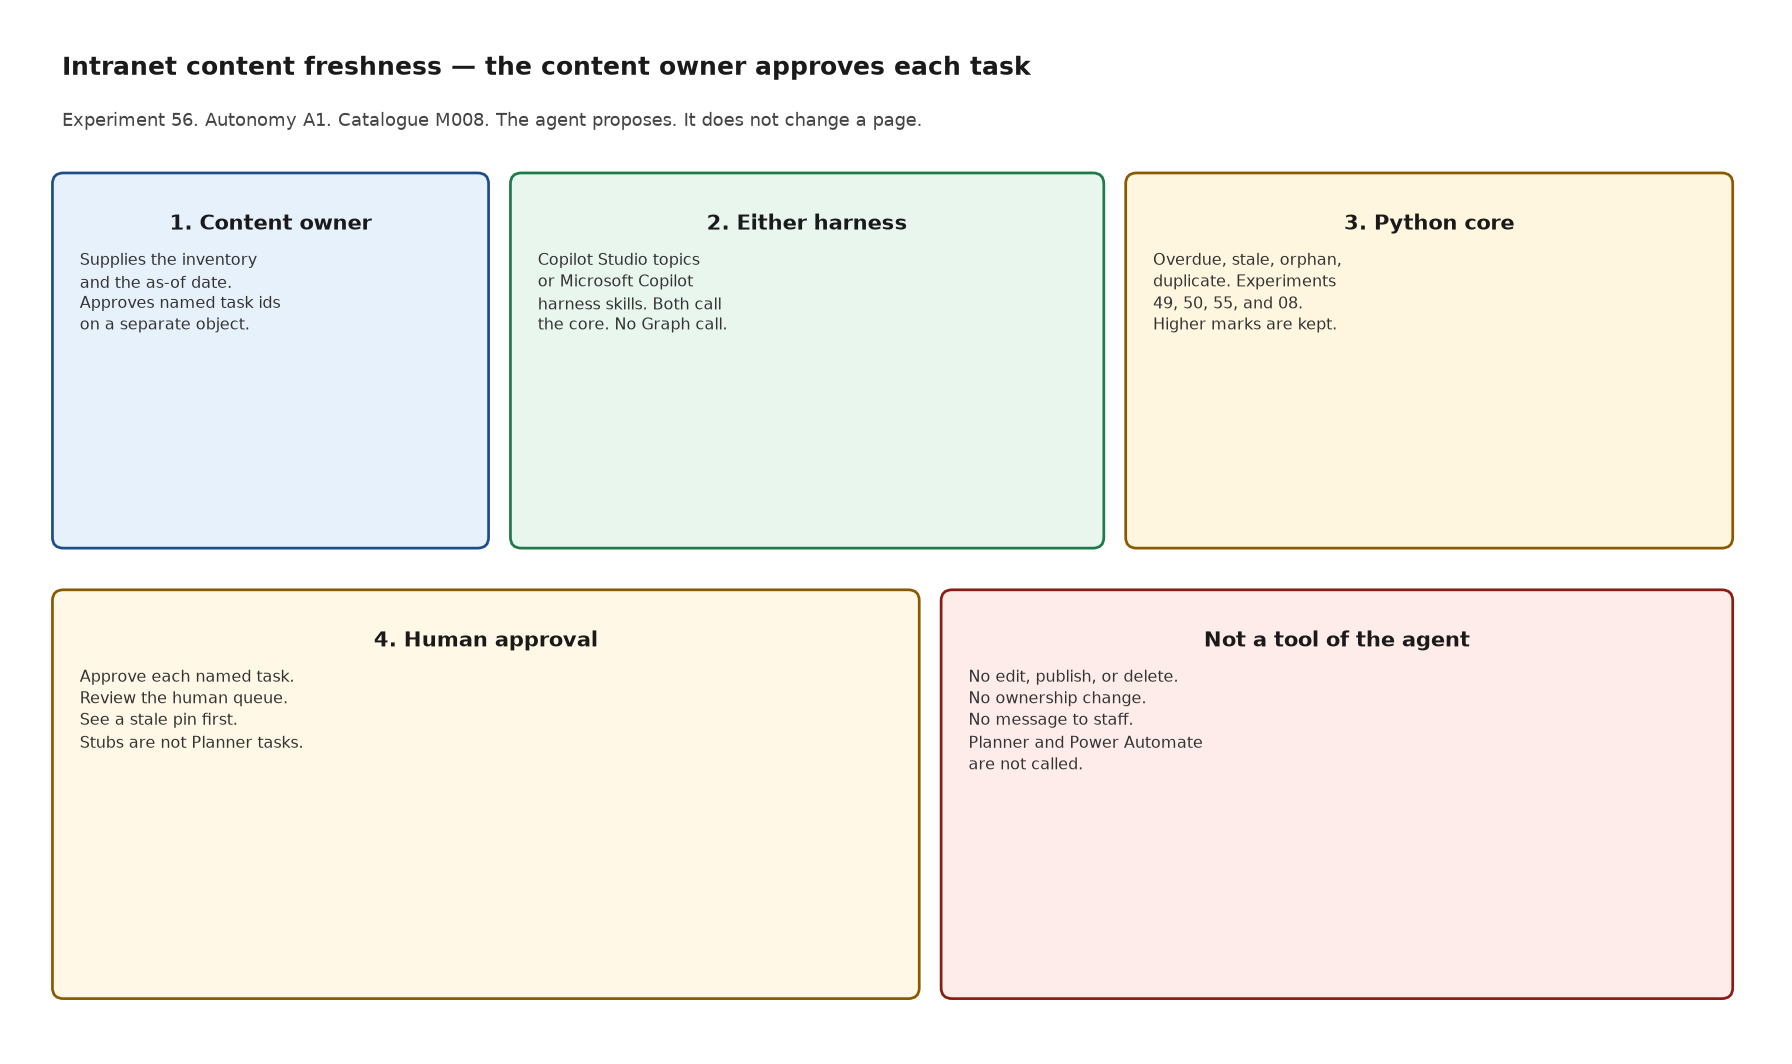 Intranet content freshness — the content owner approves each task
Experiment 56. Autonomy A1. Catalogue M008. The agent proposes. It does not change a page.
1. Content owner
Supplies the inventory
and the as-of date.
Approves named task ids
on a separate object.
2. Either harness
Copilot Studio topics
or Microsoft Copilot
harness skills. Both call
the core. No Graph call.
3. Python core
Overdue, stale, orphan,
duplicate. Experiments
49, 50, 55, and 08.
Higher marks are kept.
4. Human approval
Approve each named task.
Review the human queue.
See a stale pin first.
Stubs are not Planner tasks.
Not a tool of the agent
No edit, publish, or delete.
No ownership change.
No message to staff.
Planner and Power Automate
are not called.